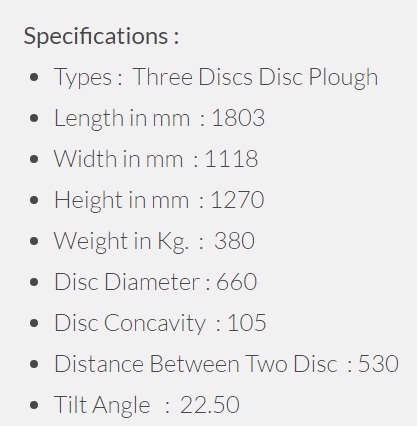 Specifications :
• Types : Three Discs Disc Plough
• Length in mm : 1803
• Width in mm : 1118
• Height in mm : 1270
• Weight in Kg. : 380
• Disc Diameter : 660
• Disc Concavity : 105
• Distance Between Two Disc : 530
• Tilt Angle : 22.50